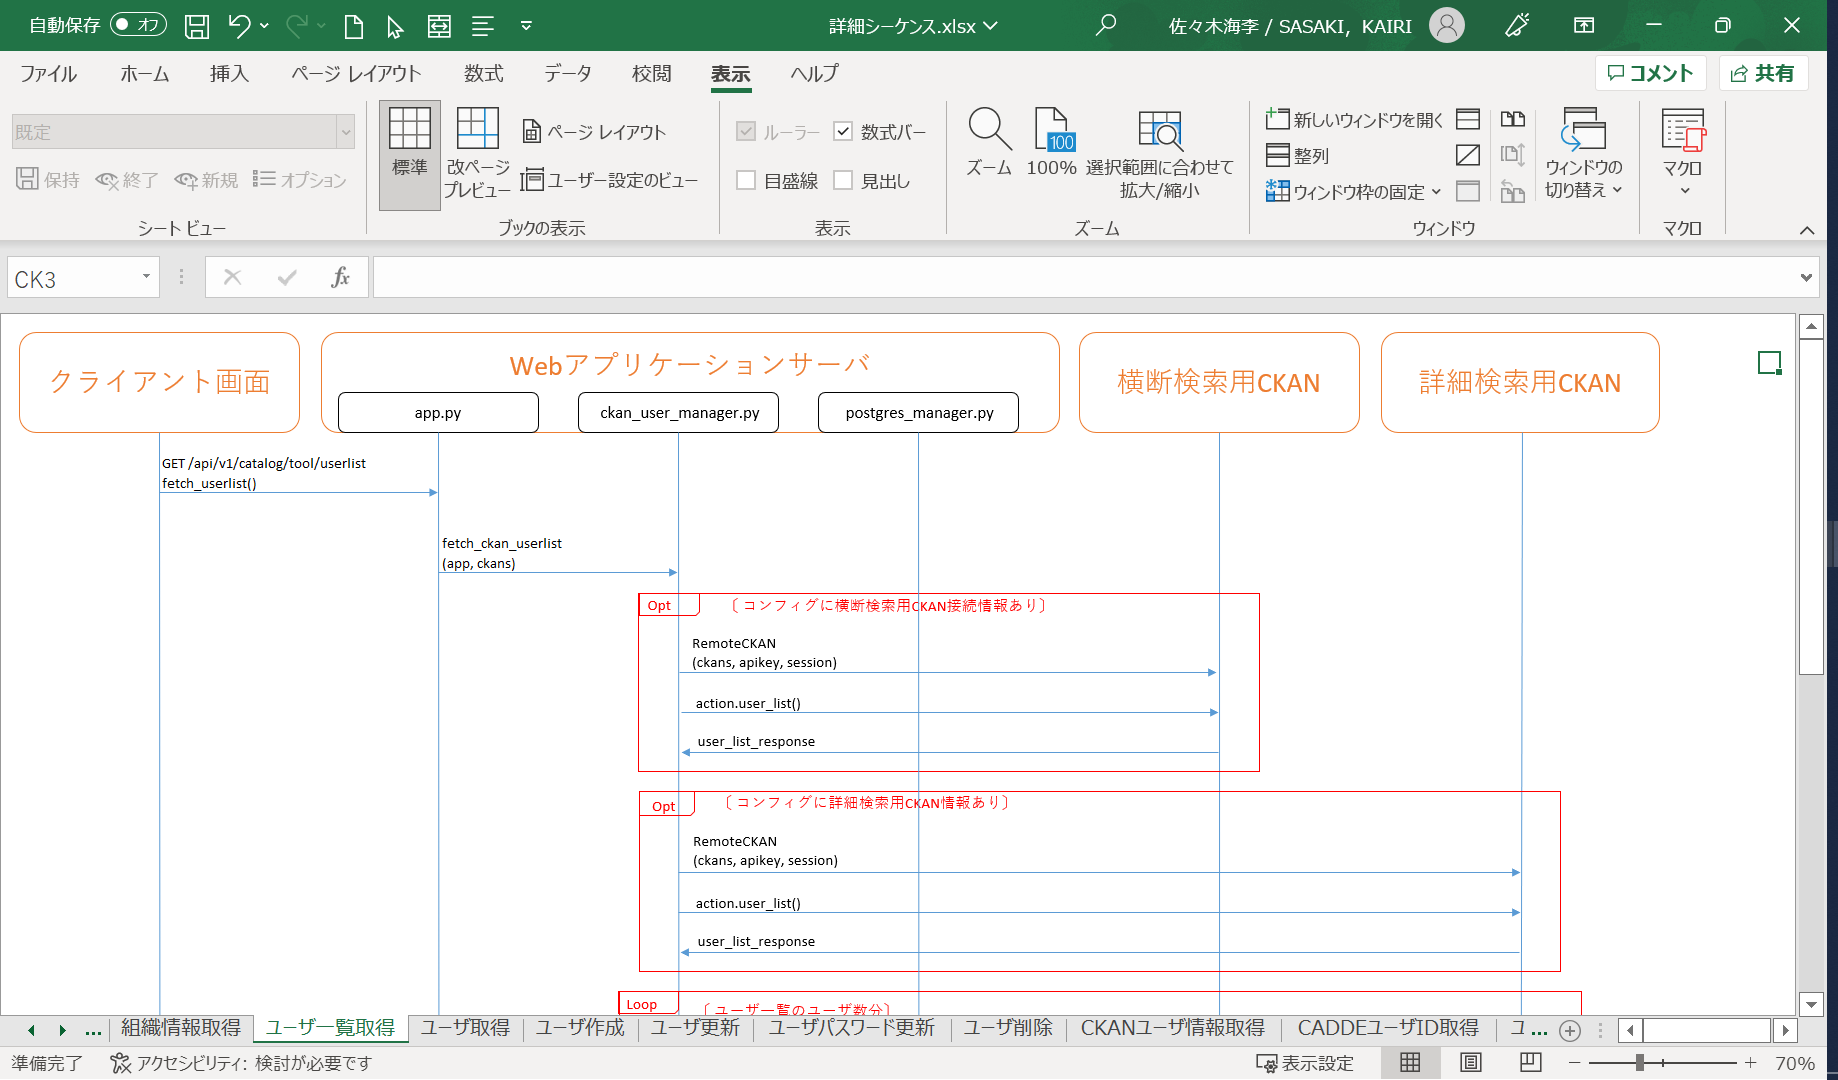 自動保存 オフ 詳細シーケンス.xlsx 佐々木海李 / SASAKI, KAIRI
ファイル ホーム 挿入 ページ レイアウト 数式 データ 校閲 表示 ヘルプ コメント 共有
既定
保持 終了 新規 オプション
シート ビュー
標準 改ページ プレビュー ページ レイアウト
ユーザー設定のビュー
ブックの表示
ルーラー 数式バー
目盛線 見出し
表示
ズーム 100 100% 選択範囲に合わせて
拡大/縮小
ズーム
新しいウィンドウを開く
整列
ウィンドウ枠の固定
ウィンドウの
切り替え
ウィンドウ
マクロ
マクロ
CK3 fx
クライアント画面
Webアプリケーションサーバ
app.py ckan_user_manager.py postgres_manager.py
横断検索用CKAN
詳細検索用CKAN
GET /api/v1/catalog/tool/userlist
fetch_userlist()
fetch_ckan_userlist
(app, ckans)
Opt 〔コンフィグに横断検索用CKAN接続情報あり〕
RemoteCKAN
(ckans, apikey, session)
action.user_list()
user_list_response
Opt 〔コンフィグに詳細検索用CKAN情報あり〕
RemoteCKAN
(ckans, apikey, session)
action.user_list()
user_list_response
Loop 〔ユーザ一覧のユーザ数分〕
... 組織情報取得 ユーザ一覧取得 ユーザ取得 ユーザ作成 ユーザ更新 ユーザパスワード更新 ユーザ削除 CKANユーザ情報取得 CADDEユーザID取得 ユ ...
準備完了 アクセシビリティ: 検討が必要です 表示設定 70%